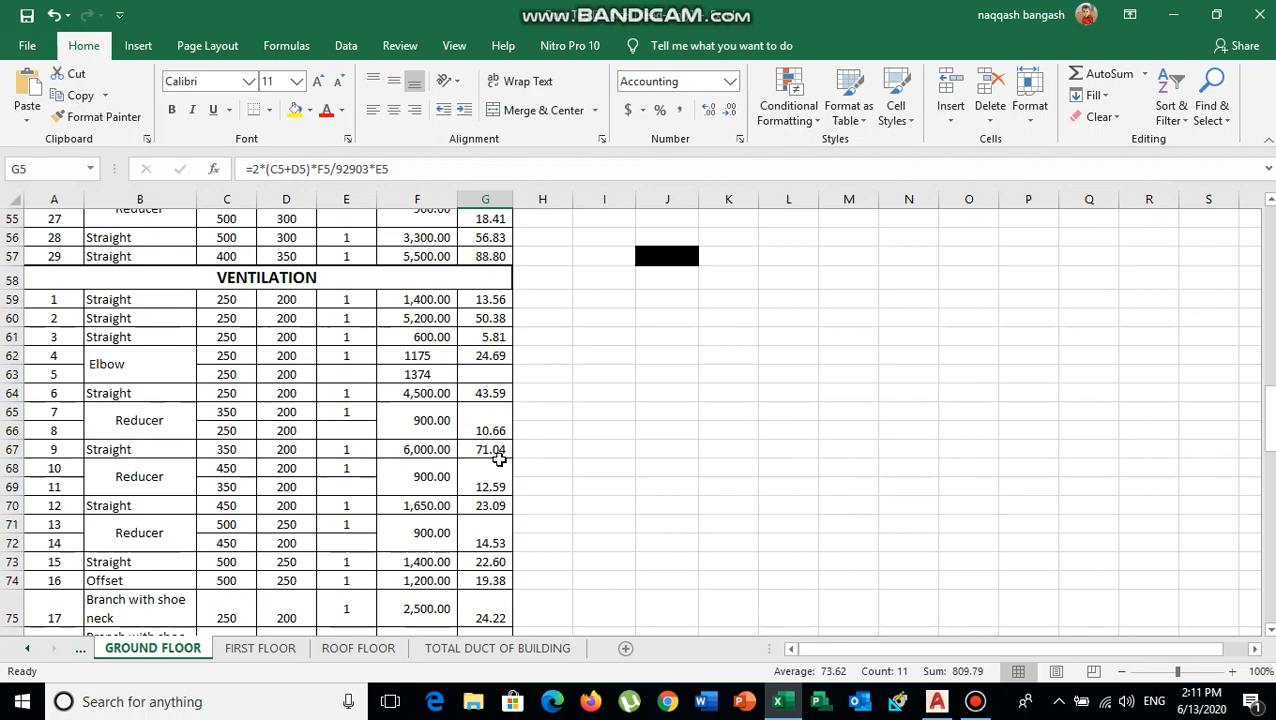 www.BANDICAM.com
naqqash bangash
File Home Insert Page Layout Formulas Data Review View Help Nitro Pro 10 Tell me what you want to do Share
Paste Cut Copy Format Painter
Calibri 11
B I U A
Wrap Text
Merge & Center
Accounting
$ %
Conditional Formatting Format as Table Cell Styles
Insert Delete Format
AutoSum
Fill
Clear
Sort & Filter Find & Select
Clipboard Font Alignment Number Styles Cells Editing
G5 fx =2*(C5+D5)*F5/92903*E5
A B C D E F G H I J K L M N O P Q R S
55 27 Reducer 500 300 18.41
56 28 Straight 500 300 1 3,300.00 56.83
57 29 Straight 400 350 1 5,500.00 88.80
58 VENTILATION
59 1 Straight 250 200 1 1,400.00 13.56
60 2 Straight 250 200 1 5,200.00 50.38
61 3 Straight 250 200 1 600.00 5.81
62 4 Elbow 250 200 1 1175 24.69
63 5 250 200 1374
64 6 Straight 250 200 1 4,500.00 43.59
65 7 Reducer 350 200 1 900.00
66 8 250 200 10.66
67 9 Straight 350 200 1 6,000.00 71.04
68 10 Reducer 450 200 1 900.00
69 11 350 200 12.59
70 12 Straight 450 200 1 1,650.00 23.09
71 13 Reducer 500 250 1 900.00
72 14 450 200 14.53
73 15 Straight 500 250 1 1,400.00 22.60
74 16 Offset 500 250 1 1,200.00 19.38
75 17 Branch with shoe neck 250 200 1 2,500.00 24.22
... GROUND FLOOR FIRST FLOOR ROOF FLOOR TOTAL DUCT OF BUILDING
Ready Average: 73.62 Count: 11 Sum: 809.79 100%
Search for anything
ENG
2:11 PM
6/13/2020